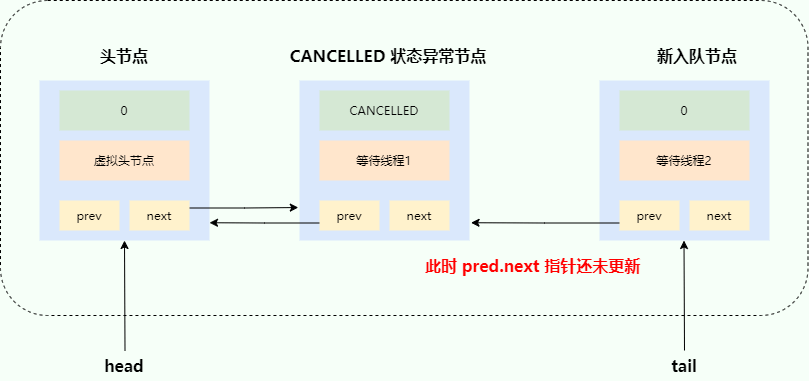 头节点
CANCELLED 状态异常节点
新入队节点
0
CANCELLED
0
虚拟头节点
等待线程1
等待线程2
prev
next
prev
next
prev
next
此时 pred.next 指针还未更新
head
tail